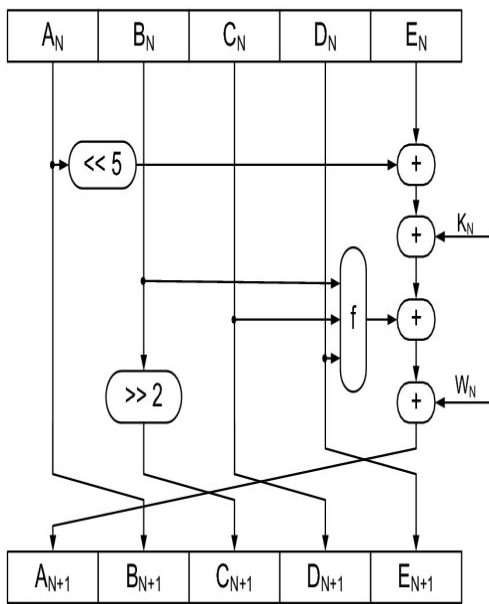 A_N B_N C_N D_N E_N
<< 5 +
+ K_N
f +
>> 2 + W_N
A_N+1 B_N+1 C_N+1 D_N+1 E_N+1